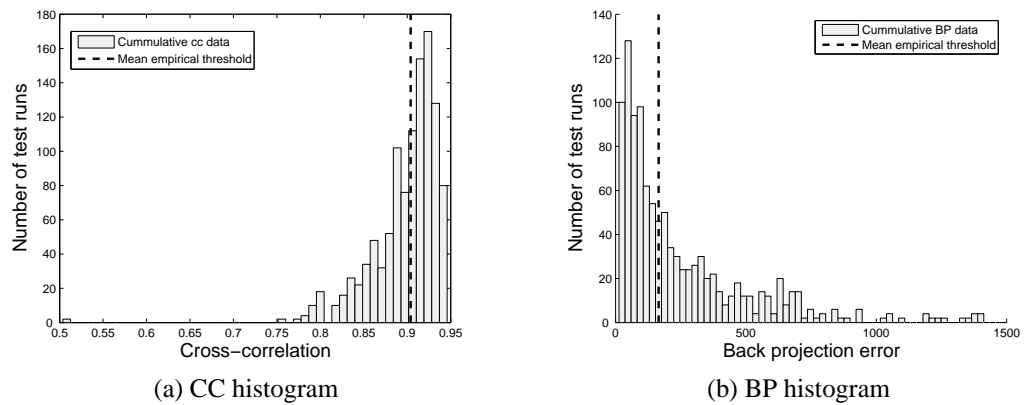 180
160
140
120
100
80
60
40
20
0
Number of test runs
Cummulative cc data
Mean empirical threshold
0.5 0.55 0.6 0.65 0.7 0.75 0.8 0.85 0.9 0.95
Cross-correlation
(a) CC histogram
140
120
100
80
60
40
20
0
Number of test runs
Cummulative BP data
Mean empirical threshold
0 500 1000 1500
Back projection error
(b) BP histogram